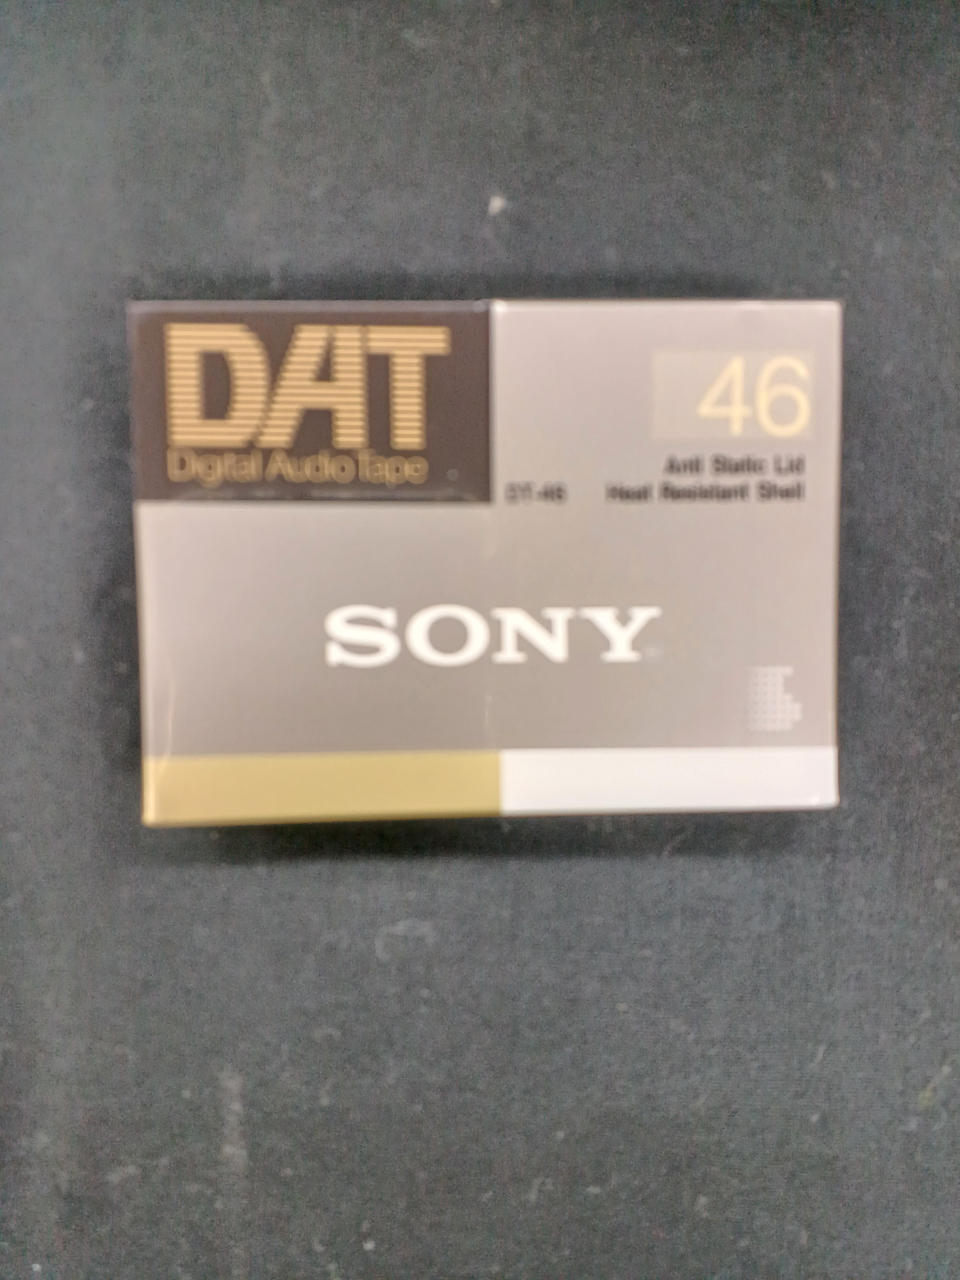 DAT
Digital Audio Tape
46
Anti Static Lid
DT-46 Heat Resistant Shell
SONY